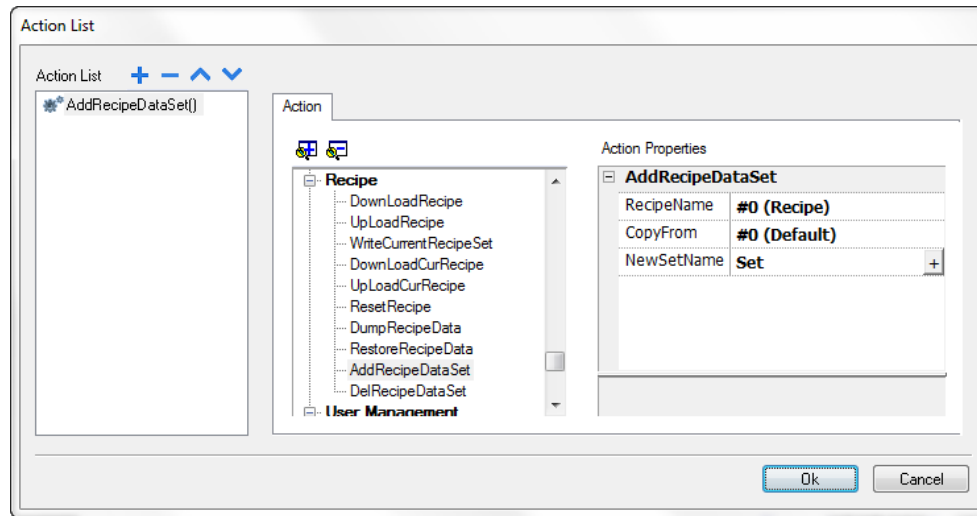 Action List
Action List
AddRecipeDataSet()
Action
Recipe
DownLoadRecipe
UpLoadRecipe
WriteCurrentRecipeSet
DownLoadCurRecipe
UpLoadCurRecipe
ResetRecipe
DumpRecipeData
RestoreRecipeData
AddRecipeDataSet
DelRecipeDataSet
User Management
Action Properties
AddRecipeDataSet
RecipeName #0 (Recipe)
CopyFrom #0 (Default)
NewSetName Set +
Ok Cancel